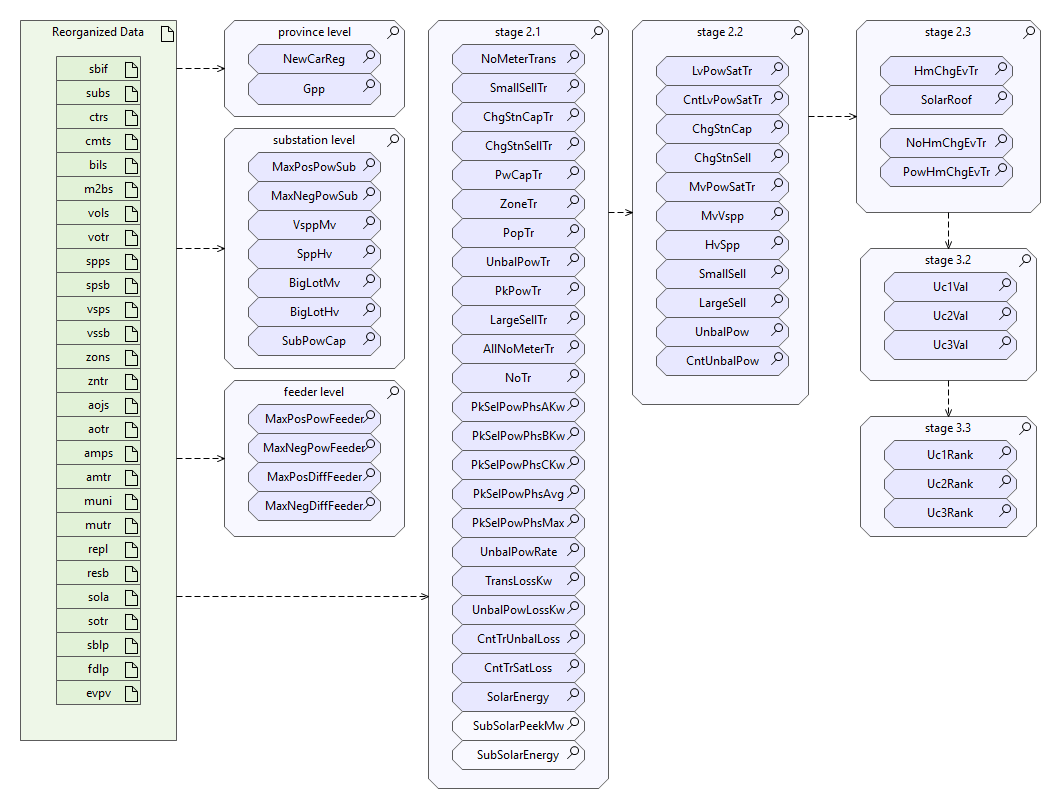 Reorganized Data
sbif
subs
ctrs
cmts
bils
m2bs
vols
votr
spps
spsb
vsps
vssb
zons
zntr
aojs
aotr
amps
amtr
muni
mutr
repl
resb
sola
sotr
sblp
fdlp
evpv
province level
NewCarReg
Gpp
substation level
MaxPosPowSub
MaxNegPowSub
VsppMv
SppHv
BigLotMv
BigLotHv
SubPowCap
feeder level
MaxPosPowFeeder
MaxNegPowFeeder
MaxPosDiffFeeder
MaxNegDiffFeeder
stage 2.1
NoMeterTrans
SmallSellTr
ChgStnCapTr
ChgStnSellTr
PwCapTr
ZoneTr
PopTr
UnbalPowTr
PkPowTr
LargeSellTr
AllNoMeterTr
NoTr
PkSelPowPhsAKw
PkSelPowPhsBKw
PkSelPowPhsCKw
PkSelPowPhsAvg
PkSelPowPhsMax
UnbalPowRate
TransLossKw
UnbalPowLossKw
CntTrUnbalLoss
CntTrSatLoss
SolarEnergy
SubSolarPeekMw
SubSolarEnergy
stage 2.2
LvPowSatTr
CntLvPowSatTr
ChgStnCap
ChgStnSell
MvPowSatTr
MvVspp
HvSpp
SmallSell
LargeSell
UnbalPow
CntUnbalPow
stage 2.3
HmChgEvTr
SolarRoof
NoHmChgEvTr
PowHmChgEvTr
stage 3.2
Uc1Val
Uc2Val
Uc3Val
stage 3.3
Uc1Rank
Uc2Rank
Uc3Rank